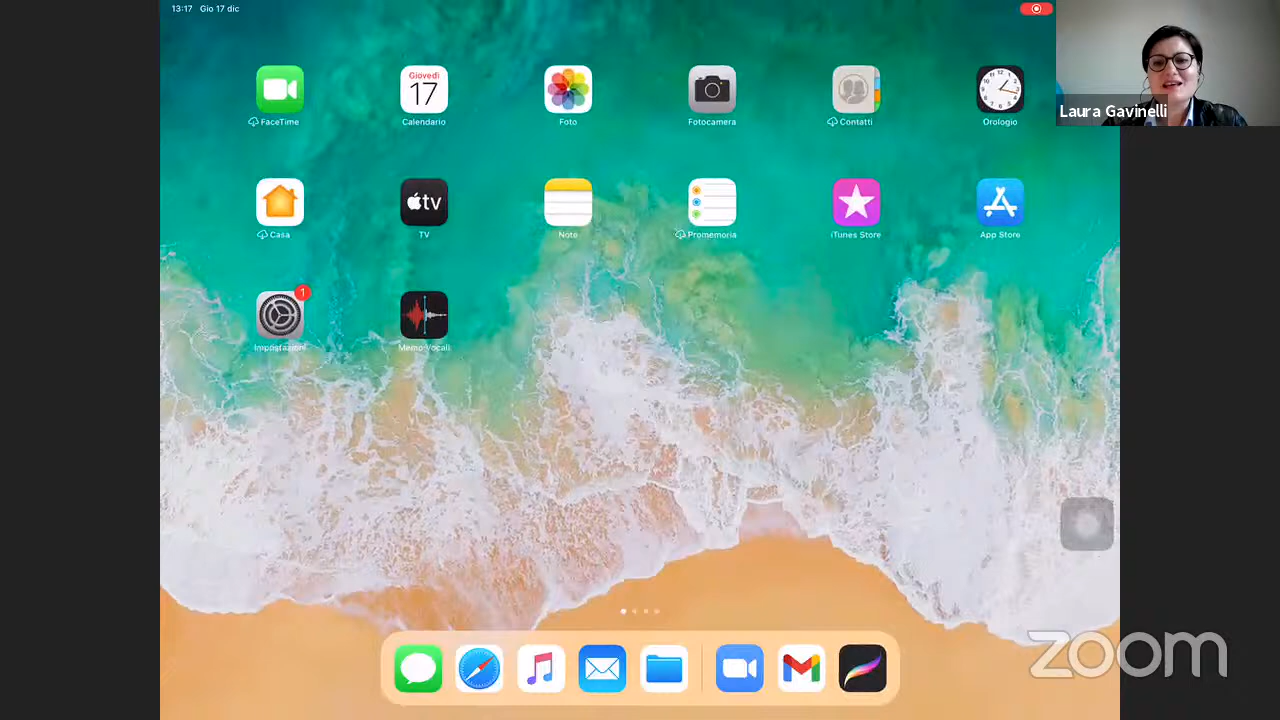 13:17 Gio 17 dic
Laura Gavinelli
Giovedì
17
FaceTime
Calendario
Foto
Fotocamera
Contatti
Orologio
tv
Casa
TV
Note
Promemoria
iTunes Store
App Store
1
Impostazioni
Memo Vocali
zoom